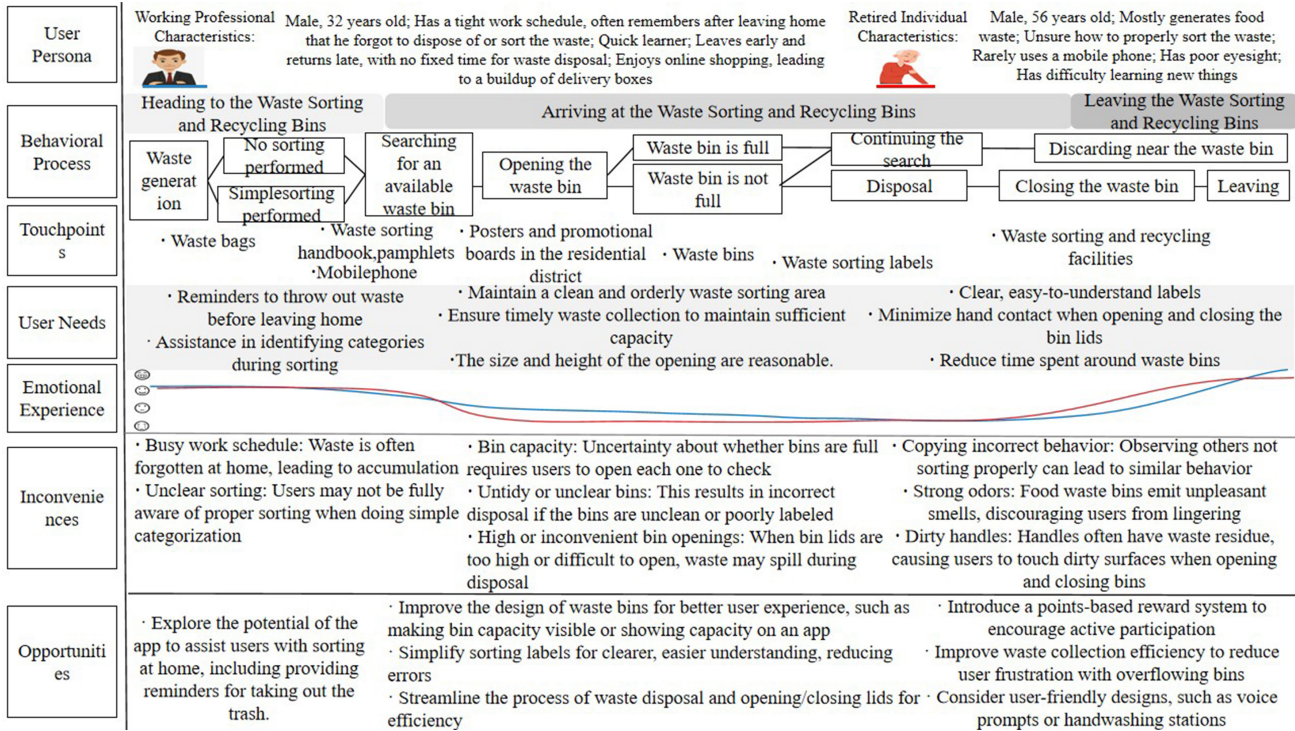 User
Persona
Working Professional
Characteristics:
Male, 32 years old; Has a tight work schedule, often remembers after leaving home
that he forgot to dispose of or sort the waste; Quick learner; Leaves early and
returns late, with no fixed time for waste disposal; Enjoys online shopping, leading
to a buildup of delivery boxes
Retired Individual
Characteristics:
Male, 56 years old; Mostly generates food
waste; Unsure how to properly sort the waste;
Rarely uses a mobile phone; Has poor eyesight;
Has difficulty learning new things
Behavioral
Process
Heading to the Waste Sorting
and Recycling Bins
Arriving at the Waste Sorting and Recycling Bins
Leaving the Waste Sorting
and Recycling Bins
Waste
generat
ion
No sorting
performed
Simplesorting
performed
Searching
for an
available
waste bin
Opening the
waste bin
Waste bin is full
Waste bin is not
full
Continuing the
search
Disposal
Discarding near the waste bin
Closing the waste bin
Leaving
Touchpoint
s
· Waste bags
· Waste sorting
handbook,pamphlets
·Mobilephone
· Posters and promotional
boards in the residential
district
· Waste bins
· Waste sorting labels
· Waste sorting and recycling
facilities
User Needs
· Reminders to throw out waste
before leaving home
· Assistance in identifying categories
during sorting
· Maintain a clean and orderly waste sorting area
· Ensure timely waste collection to maintain sufficient
capacity
·The size and height of the opening are reasonable.
· Clear, easy-to-understand labels
· Minimize hand contact when opening and closing the
bin lids
· Reduce time spent around waste bins
Emotional
Experience
Inconvenie
nces
· Busy work schedule: Waste is often
forgotten at home, leading to accumulation
· Unclear sorting: Users may not be fully
aware of proper sorting when doing simple
categorization
· Bin capacity: Uncertainty about whether bins are full
requires users to open each one to check
· Untidy or unclear bins: This results in incorrect
disposal if the bins are unclean or poorly labeled
· High or inconvenient bin openings: When bin lids are
too high or difficult to open, waste may spill during
disposal
· Copying incorrect behavior: Observing others not
sorting properly can lead to similar behavior
· Strong odors: Food waste bins emit unpleasant
smells, discouraging users from lingering
· Dirty handles: Handles often have waste residue,
causing users to touch dirty surfaces when opening
and closing bins
Opportuniti
es
· Explore the potential of the
app to assist users with sorting
at home, including providing
reminders for taking out the
trash.
· Improve the design of waste bins for better user experience, such as
making bin capacity visible or showing capacity on an app
· Simplify sorting labels for clearer, easier understanding, reducing
errors
· Streamline the process of waste disposal and opening/closing lids for
efficiency
· Introduce a points-based reward system to
encourage active participation
· Improve waste collection efficiency to reduce
user frustration with overflowing bins
· Consider user-friendly designs, such as voice
prompts or handwashing stations